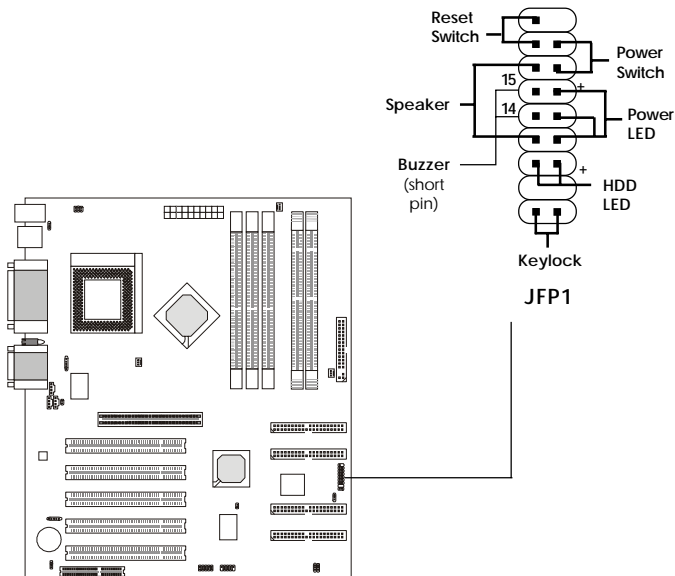 Reset
Switch
Power
Switch
15
+
Speaker
14
Power
LED
Buzzer
(short
pin)
+
HDD
LED
Keylock
JFP1